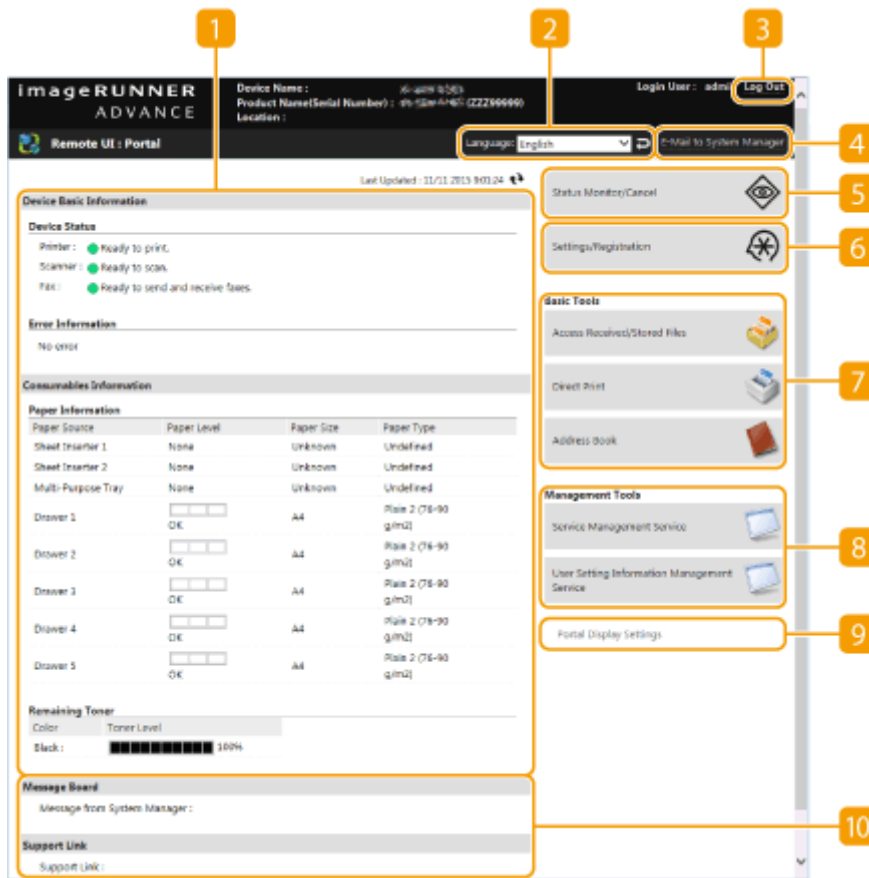 1
2
3
imageRUNNER
ADVANCE
Device Name :
Product Name(Serial Number) : (ZZZ99999)
Location :
Login User : admi
Log Out
Remote UI : Portal
Language: English
E-Mail to System Manager
4
Last Updated : 11/11 2015 9:01:24
Device Basic Information
Device Status
Printer : Ready to print.
Scanner : Ready to scan.
Fax : Ready to send and receive faxes.
Error Information
No error
Consumables Information
Paper Information
Paper Source Paper Level Paper Size Paper Type
Sheet Inserter 1 None Unknown Undefined
Sheet Inserter 2 None Unknown Undefined
Multi-Purpose Tray None Unknown Undefined
Drawer 1 OK A4 Plain 2 (76-90 g/m2)
Drawer 2 OK A4 Plain 2 (76-90 g/m2)
Drawer 3 OK A4 Plain 2 (76-90 g/m2)
Drawer 4 OK A4 Plain 2 (76-90 g/m2)
Drawer 5 OK A4 Plain 2 (76-90 g/m2)
Remaining Toner
Color Toner Level
Black : 100%
Message Board
Message from System Manager :
Support Link
Support Link :
Status Monitor/Cancel
5
Settings/Registration
6
Basic Tools
Access Received/Stored Files
Direct Print
7
Address Book
Management Tools
Service Management Service
8
User Setting Information Management
Service
Portal Display Settings
9
10